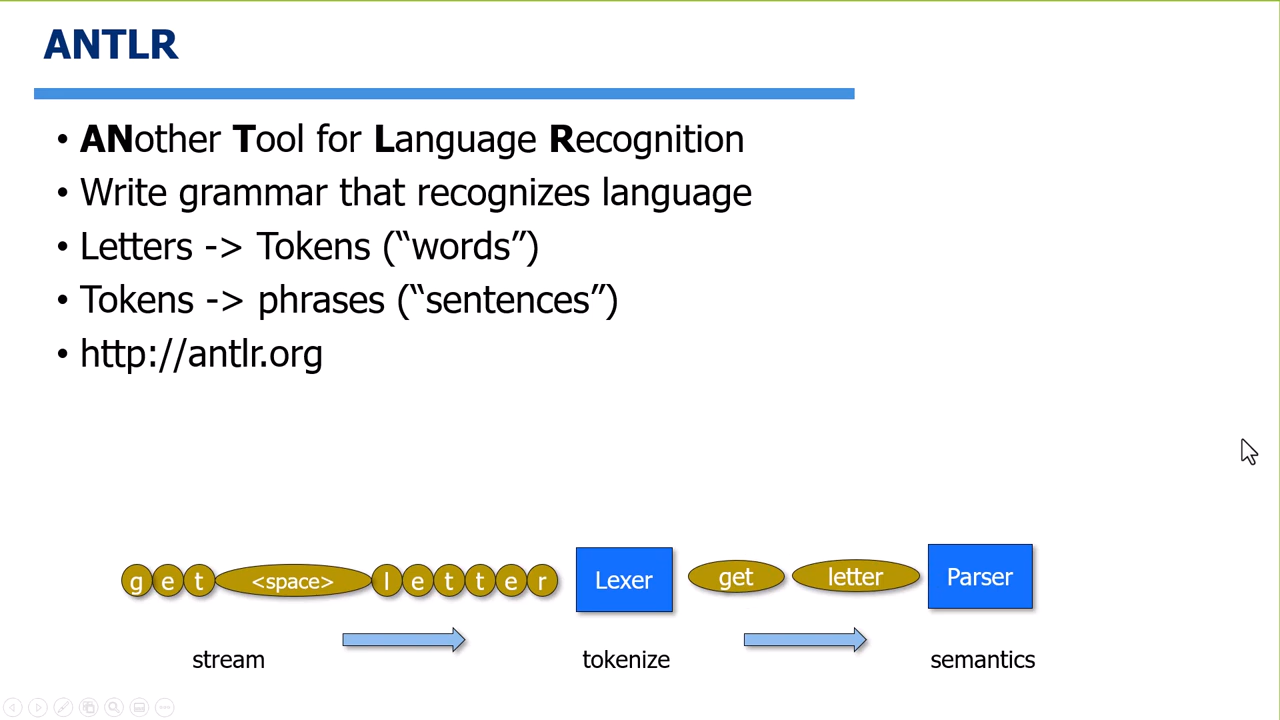 ANTLR
• ANother Tool for Language Recognition
• Write grammar that recognizes language
• Letters -> Tokens (“words”)
• Tokens -> phrases (“sentences”)
• http://antlr.org
g e t <space> l e t t e r Lexer get letter Parser
stream tokenize semantics